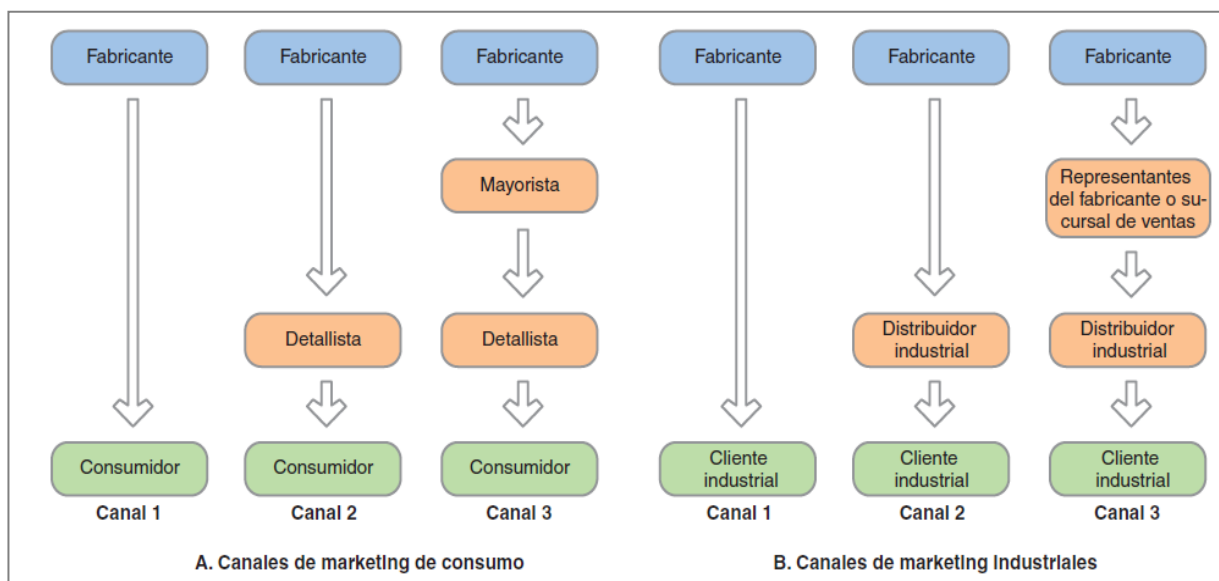 Fabricante
Fabricante
Fabricante
Fabricante
Fabricante
Fabricante
Mayorista
Representantes
del fabricante o su-
cursal de ventas
Detallista
Detallista
Distribuidor
industrial
Distribuidor
industrial
Consumidor
Consumidor
Consumidor
Cliente
industrial
Cliente
industrial
Cliente
industrial
Canal 1
Canal 2
Canal 3
Canal 1
Canal 2
Canal 3
A. Canales de marketing de consumo
B. Canales de marketing Industriales